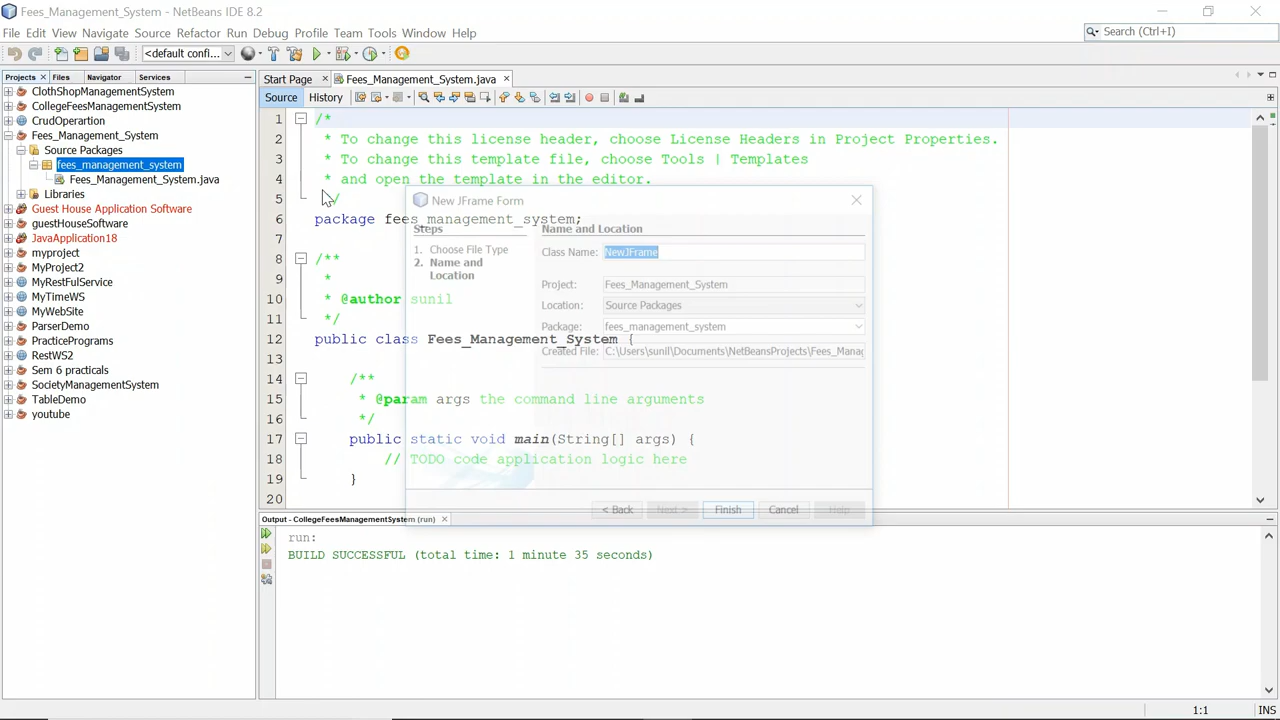 Fees_Management_System - NetBeans IDE 8.2
File Edit View Navigate Source Refactor Run Debug Profile Team Tools Window Help
Search (Ctrl+I)
<default confi...
Projects Files Navigator Services
Start Page Fees_Management_System.java
Source History
ClothShopManagementSystem
CollegeFeesManagementSystem
CrudOperartion
Fees_Management_System
Source Packages
fees_management_system
Fees_Management_System.java
Libraries
Guest House Application Software
guestHouseSoftware
JavaApplication18
myproject
MyProject2
MyRestFulService
MyTimeWS
MyWebSite
ParserDemo
PracticePrograms
RestWS2
Sem 6 practicals
SocietyManagementSystem
TableDemo
youtube
1 /*
2 * To change this license header, choose License Headers in Project Properties.
3 * To change this template file, choose Tools | Templates
4 * and open the template in the editor.
5 */
6 package fees_management_system;
7
8 /**
9 *
10 * @author sunil
11 */
12 public class Fees_Management_System {
13
14 /**
15 * @param args the command line arguments
16 */
17 public static void main(String[] args) {
18 // TODO code application logic here
19 }
20
New JFrame Form
Steps
1. Choose File Type
2. Name and
Location
Name and Location
Class Name: NewJFrame
Project: Fees_Management_System
Location: Source Packages
Package: fees_management_system
Created File: C:\Users\sunil\Documents\NetBeansProjects\Fees_Manag
< Back Next > Finish Cancel Help
Output - CollegeFeesManagementSystem (run)
run:
BUILD SUCCESSFUL (total time: 1 minute 35 seconds)
1:1 INS